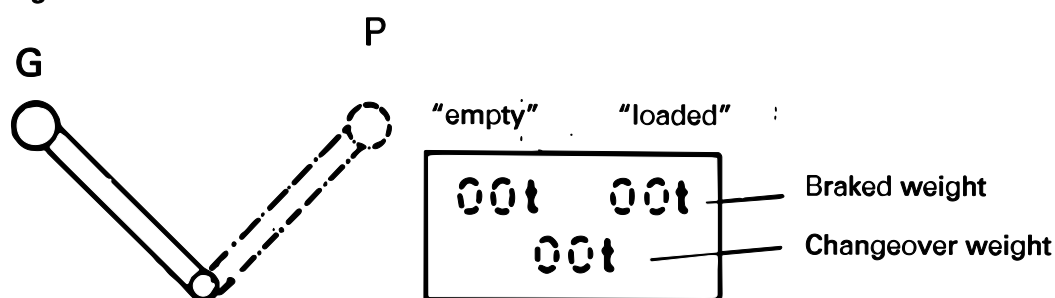 P
G
"empty" "loaded"
00t 00t Braked weight
00t Changeover weight